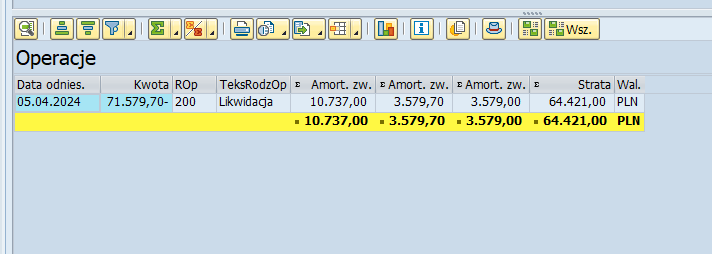 Wsz.
Operacje
Data odnies. Kwota ROp TeksRodzOp Σ Amort. zw. Σ Amort. zw. Σ Amort. zw. Σ Strata Wal.
05.04.2024 71.579,70- 200 Likwidacja 10.737,00 3.579,70 3.579,00 64.421,00 PLN
▪ 10.737,00 ▪ 3.579,70 ▪ 3.579,00 ▪ 64.421,00 PLN